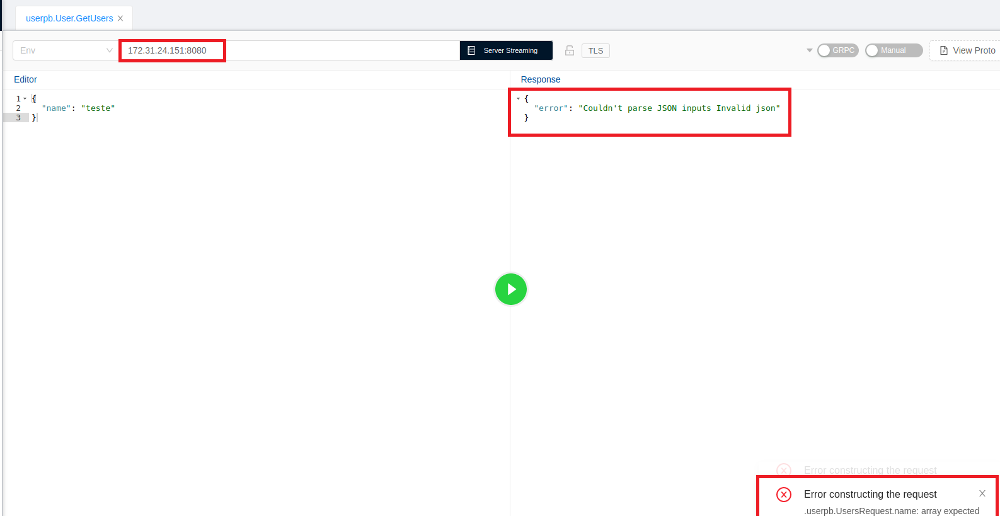 userpb.User.GetUsers X
Env 172.31.24.151:8080 Server Streaming TLS GRPC Manual View Proto
Editor Response
1 {
2 "name": "teste"
3 }
{
"error": "Couldn't parse JSON inputs Invalid json"
}
Error constructing the request
Error constructing the request X
.userpb.UsersRequest.name: array expected